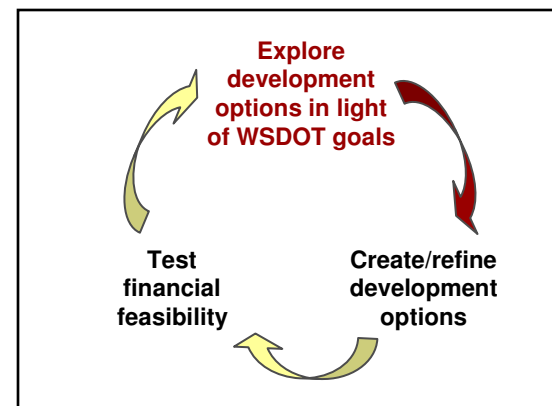 Explore
development
options in light
of WSDOT goals
Test
financial
feasibility
Create/refine
development
options